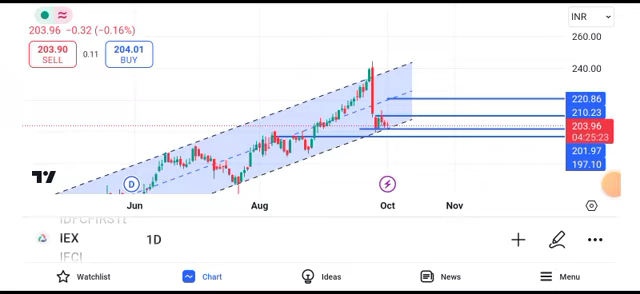 INR
203.96 −0.32 (−0.16%)
260.00
203.90
SELL
0.11
204.01
BUY
240.00
220.86
210.23
203.96
04:25:23
201.97
197.10
D
Jun
Aug
Oct
Nov
IDFCFIRSTB
IEX
1D
IFCI
Watchlist
Chart
Ideas
News
Menu